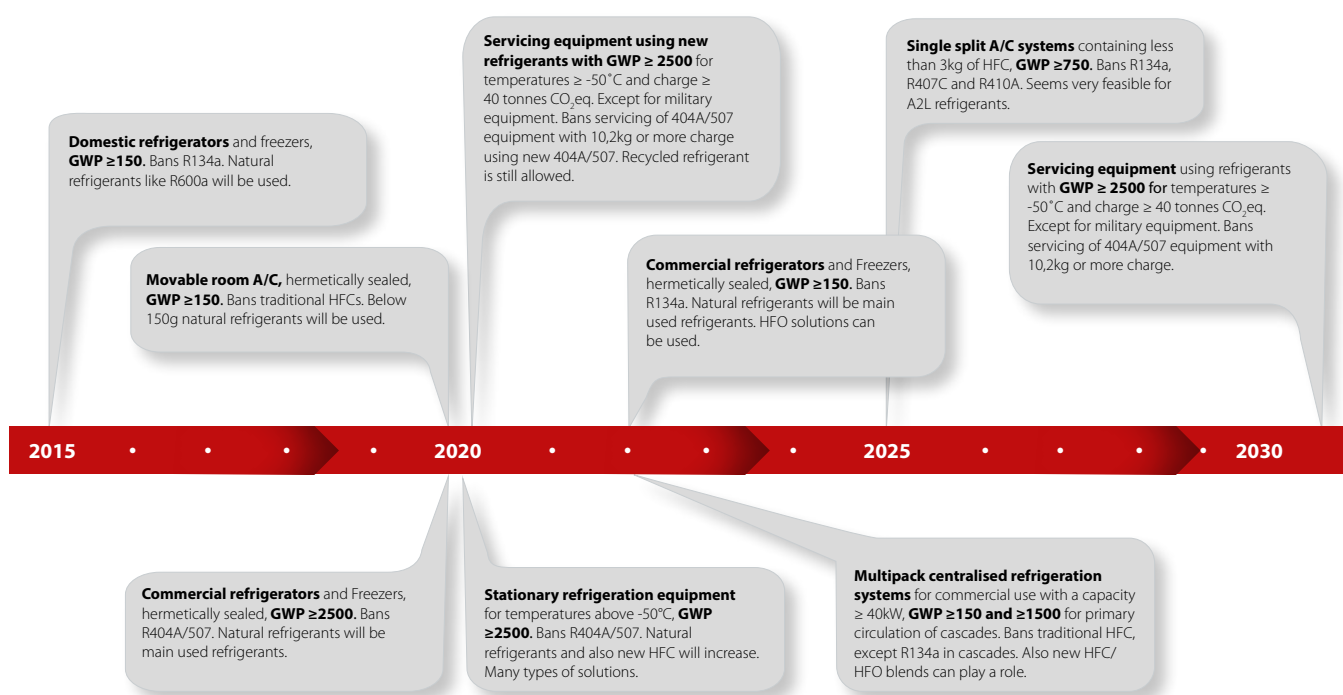 Servicing equipment using new
refrigerants with GWP ≥ 2500 for
temperatures ≥ -50˚C and charge ≥
40 tonnes CO₂eq. Except for military
equipment. Bans servicing of 404A/507
equipment with 10,2kg or more charge
using new 404A/507. Recycled refrigerant
is still allowed.
Single split A/C systems containing less
than 3kg of HFC, GWP ≥750. Bans R134a,
R407C and R410A. Seems very feasible for
A2L refrigerants.
Domestic refrigerators and freezers,
GWP ≥150. Bans R134a. Natural
refrigerants like R600a will be used.
Servicing equipment using refrigerants
with GWP ≥ 2500 for temperatures ≥
-50˚C and charge ≥ 40 tonnes CO₂eq.
Except for military equipment. Bans
servicing of 404A/507 equipment with
10,2kg or more charge.
Movable room A/C, hermetically sealed,
GWP ≥150. Bans traditional HFCs. Below
150g natural refrigerants will be used.
Commercial refrigerators and Freezers,
hermetically sealed, GWP ≥150. Bans
R134a. Natural refrigerants will be main
used refrigerants. HFO solutions can
be used.
2015 2020 2025 2030
Commercial refrigerators and Freezers,
hermetically sealed, GWP ≥2500. Bans
R404A/507. Natural refrigerants will be
main used refrigerants.
Stationary refrigeration equipment
for temperatures above -50°C, GWP
≥2500. Bans R404A/507. Natural
refrigerants and also new HFC will increase.
Many types of solutions.
Multipack centralised refrigeration
systems for commercial use with a capacity
≥ 40kW, GWP ≥150 and ≥1500 for primary
circulation of cascades. Bans traditional HFC,
except R134a in cascades. Also new HFC/
HFO blends can play a role.